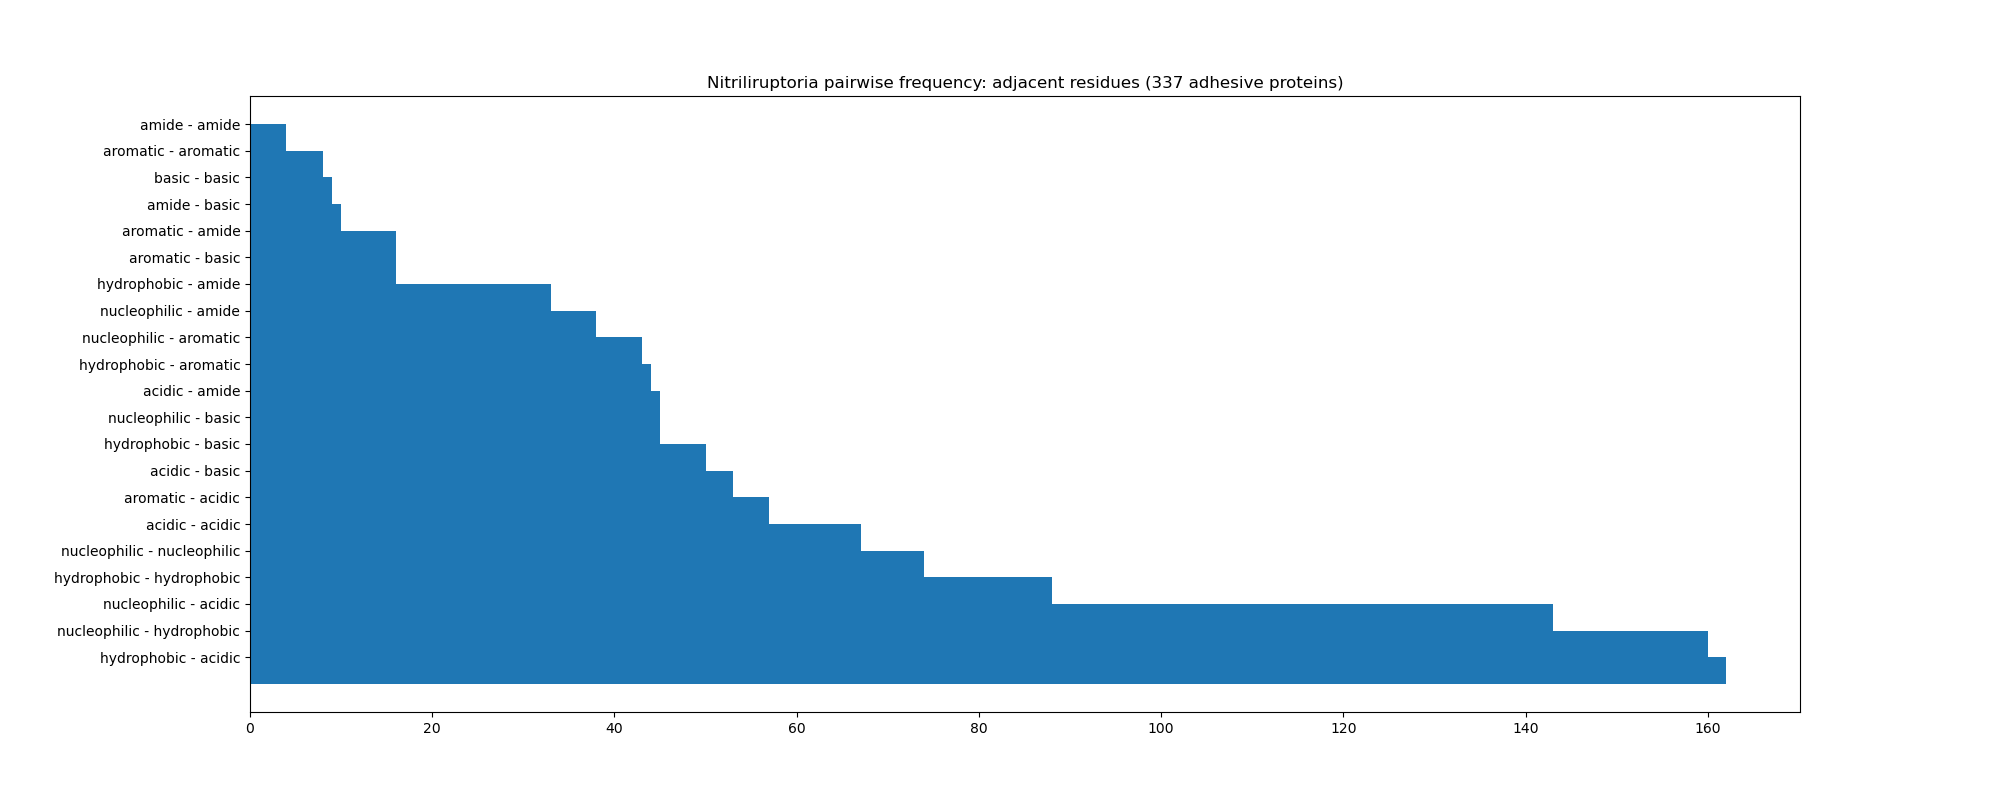 Nitriliruptoria pairwise frequency: adjacent residues (337 adhesive proteins)
amide - amide
aromatic - aromatic
basic - basic
amide - basic
aromatic - amide
aromatic - basic
hydrophobic - amide
nucleophilic - amide
nucleophilic - aromatic
hydrophobic - aromatic
acidic - amide
nucleophilic - basic
hydrophobic - basic
acidic - basic
aromatic - acidic
acidic - acidic
nucleophilic - nucleophilic
hydrophobic - hydrophobic
nucleophilic - acidic
nucleophilic - hydrophobic
hydrophobic - acidic
0 20 40 60 80 100 120 140 160